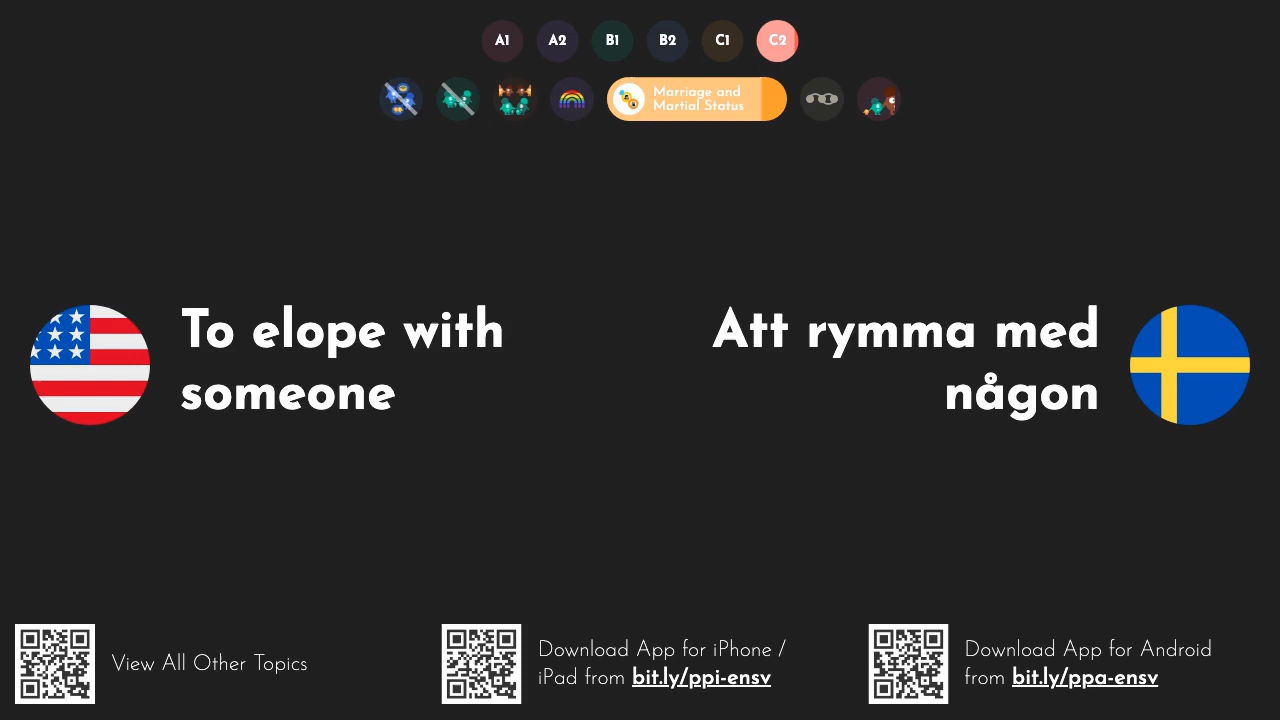 A1 A2 B1 B2 C1 C2
Marriage and
Martial Status
To elope with
someone
Att rymma med
någon
View All Other Topics
Download App for iPhone /
iPad from bit.ly/ppi-ensv
Download App for Android
from bit.ly/ppa-ensv